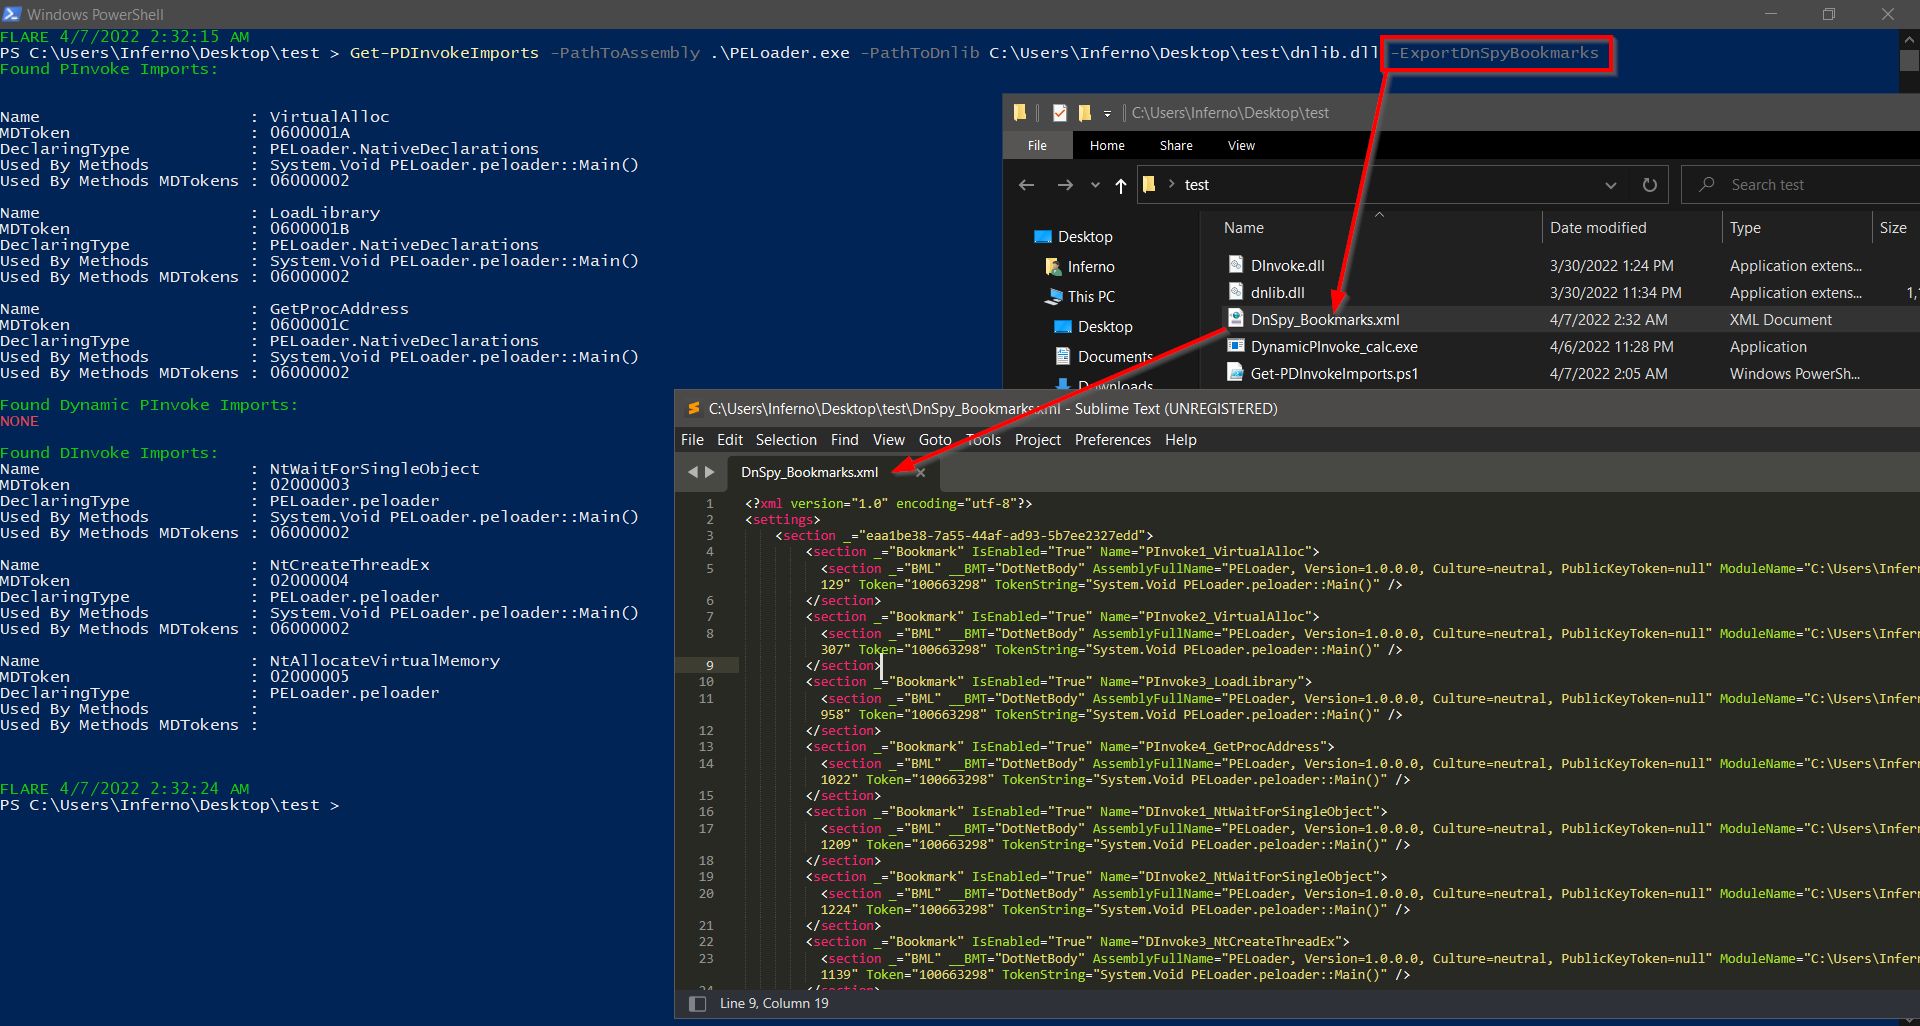 Windows PowerShell
FLARE 4/7/2022 2:32:15 AM
PS C:\Users\Inferno\Desktop\test > Get-PDInvokeImports -PathToAssembly .\PELoader.exe -PathToDnlib C:\Users\Inferno\Desktop\test\dnlib.dll -ExportDnSpyBookmarks
Found PInvoke Imports:
Name : VirtualAlloc
MDToken : 0600001A
DeclaringType : PELoader.NativeDeclarations
Used By Methods : System.Void PELoader.peloader::Main()
Used By Methods MDTokens : 06000002
Name : LoadLibrary
MDToken : 0600001B
DeclaringType : PELoader.NativeDeclarations
Used By Methods : System.Void PELoader.peloader::Main()
Used By Methods MDTokens : 06000002
Name : GetProcAddress
MDToken : 0600001C
DeclaringType : PELoader.NativeDeclarations
Used By Methods : System.Void PELoader.peloader::Main()
Used By Methods MDTokens : 06000002
Found Dynamic PInvoke Imports:
NONE
Found DInvoke Imports:
Name : NtWaitForSingleObject
MDToken : 02000003
DeclaringType : PELoader.peloader
Used By Methods : System.Void PELoader.peloader::Main()
Used By Methods MDTokens : 06000002
Name : NtCreateThreadEx
MDToken : 02000004
DeclaringType : PELoader.peloader
Used By Methods : System.Void PELoader.peloader::Main()
Used By Methods MDTokens : 06000002
Name : NtAllocateVirtualMemory
MDToken : 02000005
DeclaringType : PELoader.peloader
Used By Methods :
Used By Methods MDTokens :
FLARE 4/7/2022 2:32:24 AM
PS C:\Users\Inferno\Desktop\test >
C:\Users\Inferno\Desktop\test
File Home Share View
test
Search test
Desktop
Inferno
This PC
Desktop
Documents
Downloads
Name Date modified Type Size
DInvoke.dll 3/30/2022 1:24 PM Application extens...
dnlib.dll 3/30/2022 11:34 PM Application extens... 1,
DnSpy_Bookmarks.xml 4/7/2022 2:32 AM XML Document
DynamicPInvoke_calc.exe 4/6/2022 11:28 PM Application
Get-PDInvokeImports.ps1 4/7/2022 2:05 AM Windows PowerSh...
C:\Users\Inferno\Desktop\test\DnSpy_Bookmarks.xml - Sublime Text (UNREGISTERED)
File Edit Selection Find View Goto Tools Project Preferences Help
DnSpy_Bookmarks.xml
1 <?xml version="1.0" encoding="utf-8"?>
2 <settings>
3 <section _="eaa1be38-7a55-44af-ad93-5b7ee2327edd">
4 <section _="Bookmark" IsEnabled="True" Name="PInvoke1_VirtualAlloc">
5 <section _="BML" __BMT="DotNetBody" AssemblyFullName="PELoader, Version=1.0.0.0, Culture=neutral, PublicKeyToken=null" ModuleName="C:\Users\Infern
129" Token="100663298" TokenString="System.Void PELoader.peloader::Main()" />
6 </section>
7 <section _="Bookmark" IsEnabled="True" Name="PInvoke2_VirtualAlloc">
8 <section _="BML" __BMT="DotNetBody" AssemblyFullName="PELoader, Version=1.0.0.0, Culture=neutral, PublicKeyToken=null" ModuleName="C:\Users\Infern
307" Token="100663298" TokenString="System.Void PELoader.peloader::Main()" />
9 </section>
10 <section _="Bookmark" IsEnabled="True" Name="PInvoke3_LoadLibrary">
11 <section _="BML" __BMT="DotNetBody" AssemblyFullName="PELoader, Version=1.0.0.0, Culture=neutral, PublicKeyToken=null" ModuleName="C:\Users\Infern
958" Token="100663298" TokenString="System.Void PELoader.peloader::Main()" />
12 </section>
13 <section _="Bookmark" IsEnabled="True" Name="PInvoke4_GetProcAddress">
14 <section _="BML" __BMT="DotNetBody" AssemblyFullName="PELoader, Version=1.0.0.0, Culture=neutral, PublicKeyToken=null" ModuleName="C:\Users\Infern
1022" Token="100663298" TokenString="System.Void PELoader.peloader::Main()" />
15 </section>
16 <section _="Bookmark" IsEnabled="True" Name="DInvoke1_NtWaitForSingleObject">
17 <section _="BML" __BMT="DotNetBody" AssemblyFullName="PELoader, Version=1.0.0.0, Culture=neutral, PublicKeyToken=null" ModuleName="C:\Users\Infern
1209" Token="100663298" TokenString="System.Void PELoader.peloader::Main()" />
18 </section>
19 <section _="Bookmark" IsEnabled="True" Name="DInvoke2_NtWaitForSingleObject">
20 <section _="BML" __BMT="DotNetBody" AssemblyFullName="PELoader, Version=1.0.0.0, Culture=neutral, PublicKeyToken=null" ModuleName="C:\Users\Infern
1224" Token="100663298" TokenString="System.Void PELoader.peloader::Main()" />
21 </section>
22 <section _="Bookmark" IsEnabled="True" Name="DInvoke3_NtCreateThreadEx">
23 <section _="BML" __BMT="DotNetBody" AssemblyFullName="PELoader, Version=1.0.0.0, Culture=neutral, PublicKeyToken=null" ModuleName="C:\Users\Infern
1139" Token="100663298" TokenString="System.Void PELoader.peloader::Main()" />
24 </section>
Line 9, Column 19